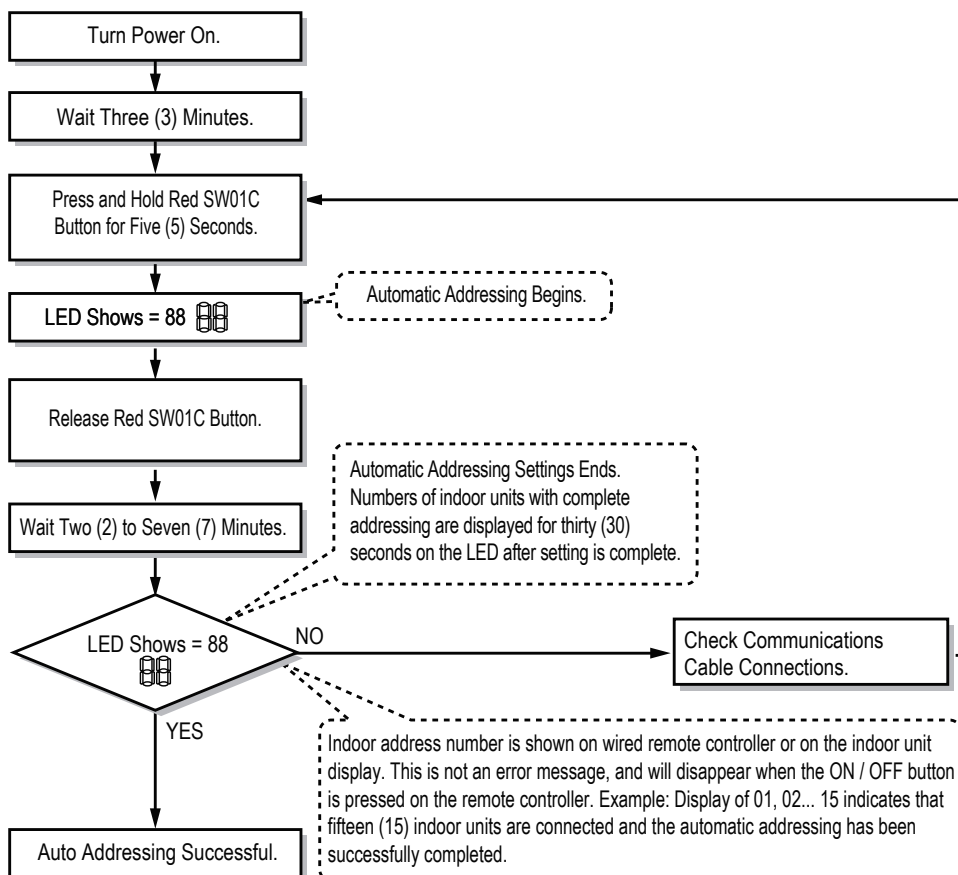 Turn Power On.
Wait Three (3) Minutes.
Press and Hold Red SW01C
Button for Five (5) Seconds.
LED Shows = 88 88
Automatic Addressing Begins.
Release Red SW01C Button.
Automatic Addressing Settings Ends.
Numbers of indoor units with complete
addressing are displayed for thirty (30)
seconds on the LED after setting is complete.
Wait Two (2) to Seven (7) Minutes.
LED Shows = 88
88
NO
Check Communications
Cable Connections.
YES
Indoor address number is shown on wired remote controller or on the indoor unit
display. This is not an error message, and will disappear when the ON / OFF button
is pressed on the remote controller. Example: Display of 01, 02... 15 indicates that
fifteen (15) indoor units are connected and the automatic addressing has been
successfully completed.
Auto Addressing Successful.